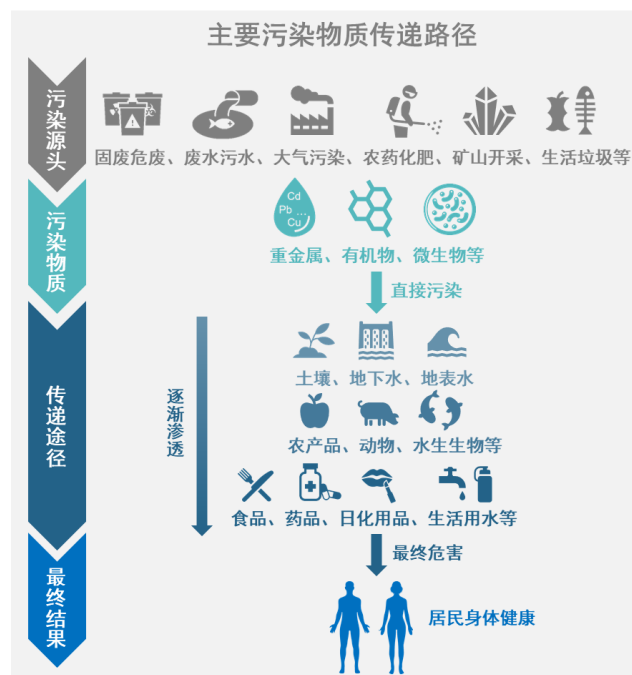 主要污染物质传递路径
污染源头
固废危废、废水污水、大气污染、农药化肥、矿山开采、生活垃圾等
污染物质
Cd
Pb ...
Cu
重金属、有机物、微生物等
直接污染
传递途径
逐渐渗透
土壤、地下水、地表水
农产品、动物、水生生物等
食品、药品、日化用品、生活用水等
最终危害
最终结果
居民身体健康